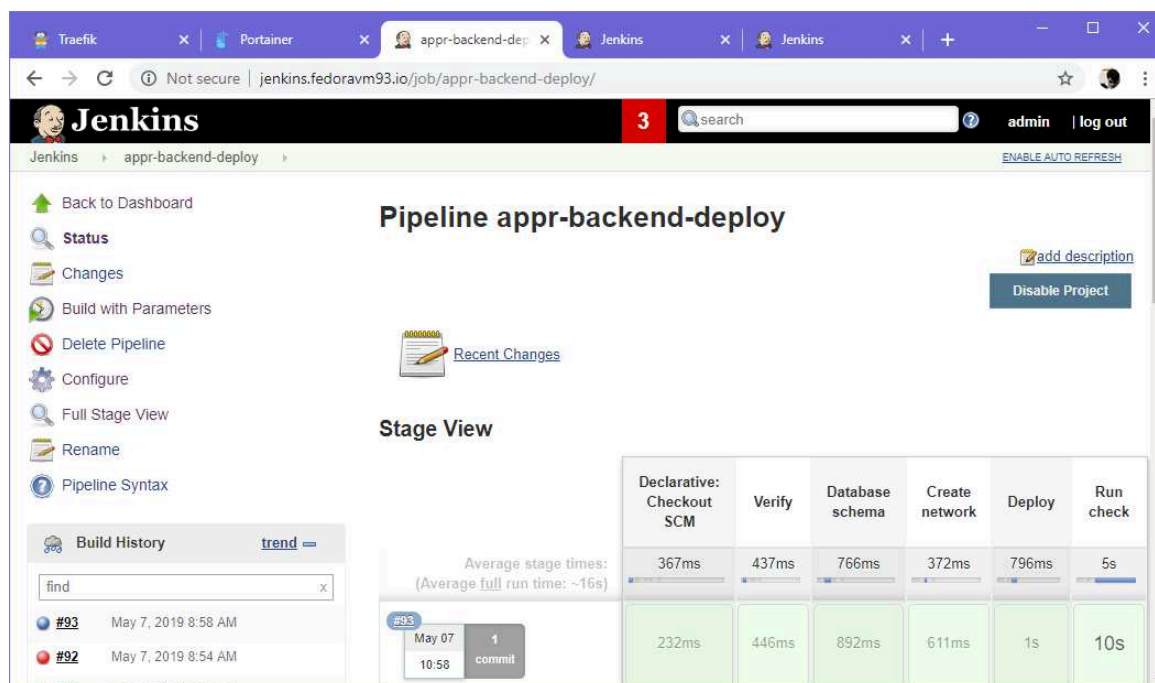 Traefik
Portainer
appr-backend-dep
Jenkins
Jenkins
Not secure | jenkins.fedoravm93.io/job/appr-backend-deploy/
Jenkins
3
search
admin
| log out
Jenkins
appr-backend-deploy
ENABLE AUTO REFRESH
Back to Dashboard
Status
Changes
Build with Parameters
Delete Pipeline
Configure
Full Stage View
Rename
Pipeline Syntax
Build History
trend
find
x
#93 May 7, 2019 8:58 AM
#92 May 7, 2019 8:54 AM
Pipeline appr-backend-deploy
add description
Disable Project
Recent Changes
Stage View
Declarative: Checkout SCM
Verify
Database schema
Create network
Deploy
Run check
Average stage times:
(Average full run time: ~16s)
367ms 437ms 766ms 372ms 796ms 5s
#93
May 07
10:58
1 commit
232ms 446ms 892ms 611ms 1s 10s